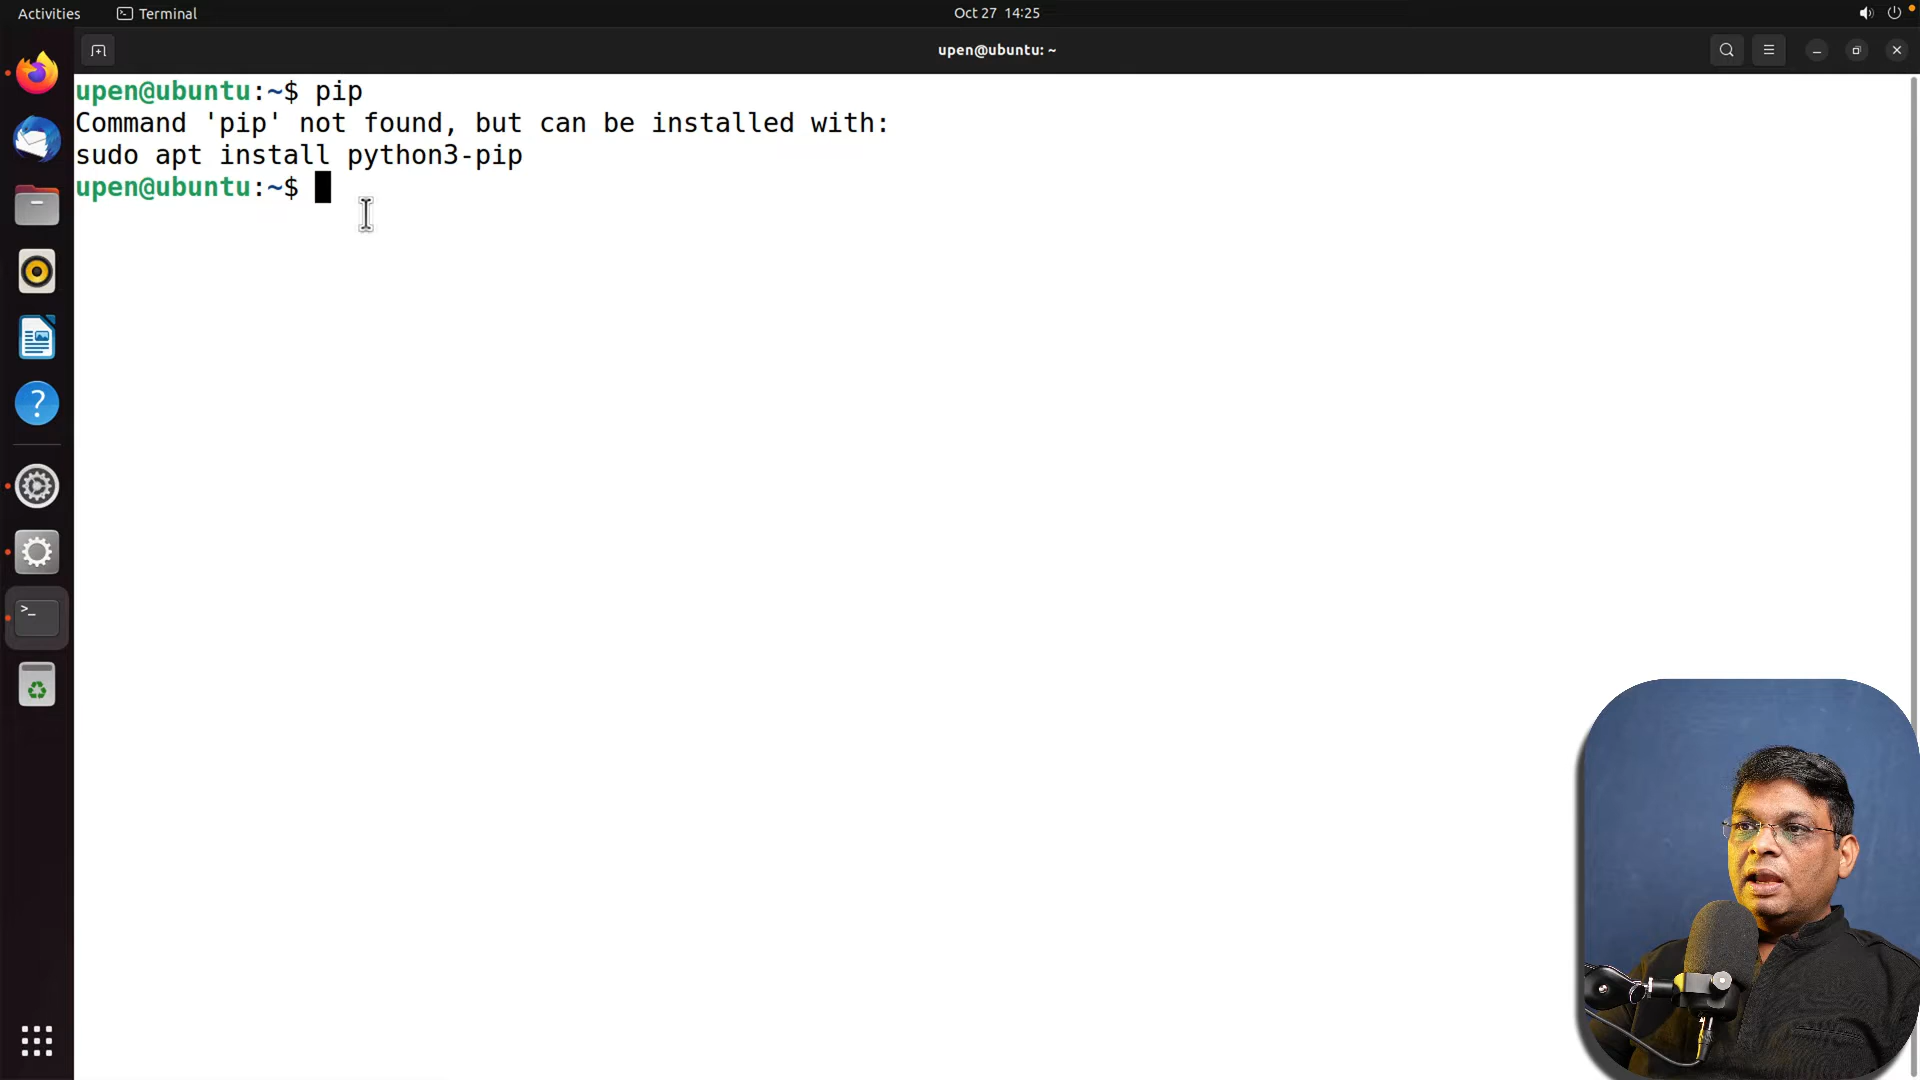 Activities
Terminal
Oct 27 14:25
upen@ubuntu: ~
upen@ubuntu:~$ pip
Command 'pip' not found, but can be installed with:
sudo apt install python3-pip
upen@ubuntu:~$